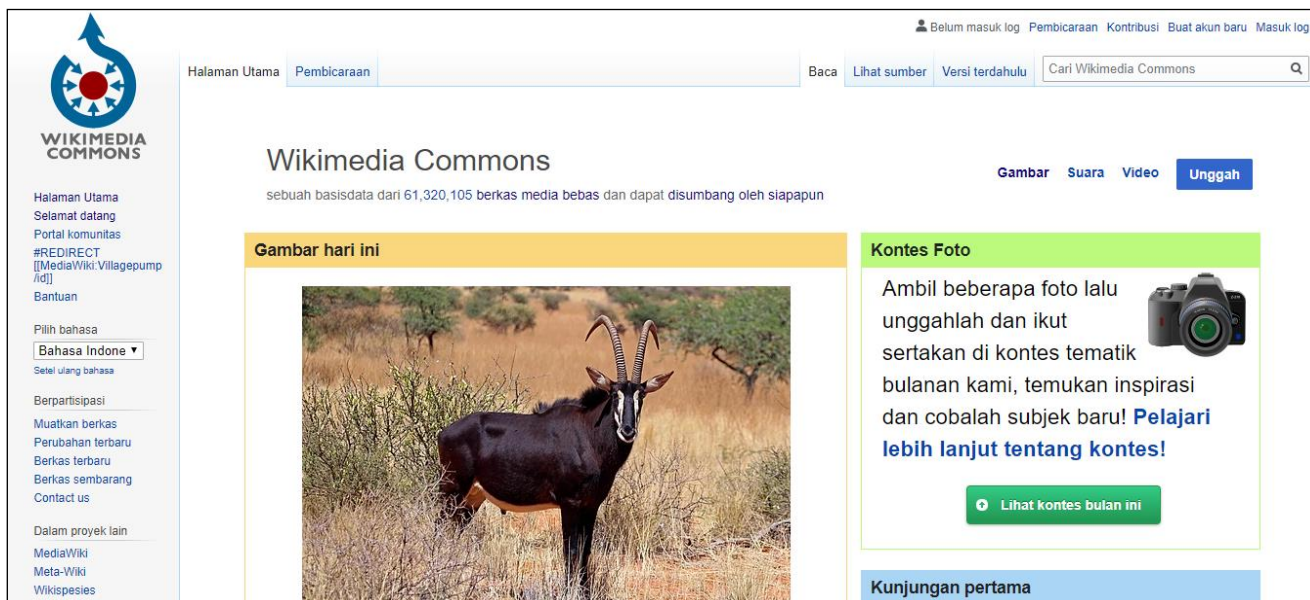 Belum masuk log Pembicaraan Kontribusi Buat akun baru Masuk log
Halaman Utama Pembicaraan Baca Lihat sumber Versi terdahulu Cari Wikimedia Commons
WIKIMEDIA
COMMONS
Halaman Utama
Selamat datang
Portal komunitas
#REDIRECT
[[MediaWiki:Villagepump
/id]]
Bantuan
Pilih bahasa
Bahasa Indone
Setel ulang bahasa
Berpartisipasi
Muatkan berkas
Perubahan terbaru
Berkas terbaru
Berkas sembarang
Contact us
Dalam proyek lain
MediaWiki
Meta-Wiki
Wikispesies
Wikimedia Commons
sebuah basisdata dari 61,320,105 berkas media bebas dan dapat disumbang oleh siapapun
Gambar Suara Video Unggah
Gambar hari ini
Kontes Foto
Ambil beberapa foto lalu
unggahlah dan ikut
sertakan di kontes tematik
bulanan kami, temukan inspirasi
dan cobalah subjek baru! Pelajari
lebih lanjut tentang kontes!
Lihat kontes bulan ini
Kunjungan pertama